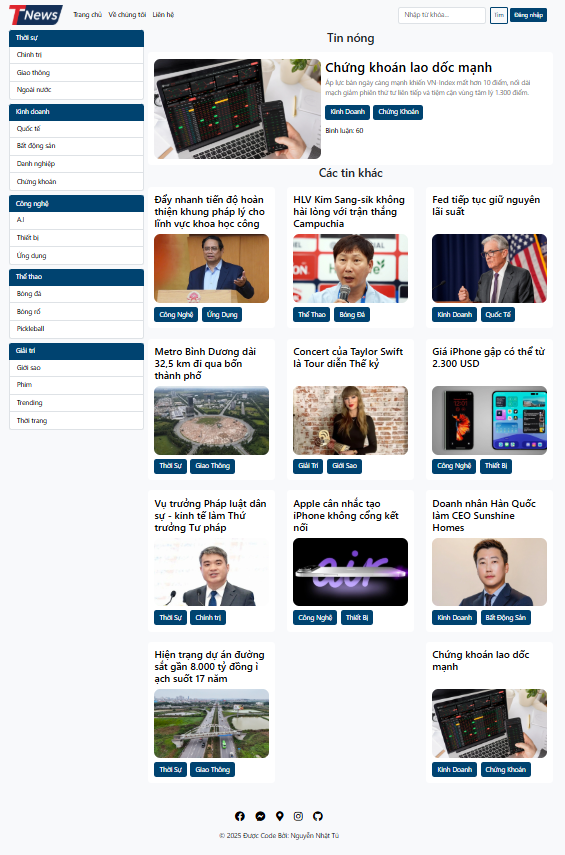 TNews
Trang chủ Về chúng tôi Liên hệ
Nhập từ khóa...
Tìm
Đăng nhập
Thời sự
Chính trị
Giao thông
Ngoài nước
Kinh doanh
Quốc tế
Bất động sản
Danh nghiệp
Chứng khoán
Công nghệ
A.I
Thiết bị
Ứng dụng
Thể thao
Bóng đá
Bóng rổ
Pickleball
Giải trí
Giới sao
Phim
Trending
Thời trang
Tin nóng
Chứng khoán lao dốc mạnh
Áp lực bán ngày càng mạnh khiến VN-Index mất hơn 10 điểm, nối dài
mạch giảm phiên thứ tư liên tiếp và tiệm cận vùng tâm lý 1.300 điểm.
Kinh Doanh
Chứng Khoán
Bình luận: 60
Các tin khác
Đẩy nhanh tiến độ hoàn
thiện khung pháp lý cho
lĩnh vực khoa học công
Công Nghệ
Ứng Dụng
HLV Kim Sang-sik không
hài lòng với trận thắng
Campuchia
Thể Thao
Bóng Đá
Fed tiếp tục giữ nguyên
lãi suất
Kinh Doanh
Quốc Tế
Metro Bình Dương dài
32,5 km đi qua bốn
thành phố
Thời Sự
Giao Thông
Concert của Taylor Swift
là Tour diễn Thế kỷ
Giải Trí
Giới Sao
Giá iPhone gập có thể từ
2.300 USD
Công Nghệ
Thiết Bị
Vụ trưởng Pháp luật dân
sự - kinh tế làm Thứ
trưởng Tư pháp
Thời Sự
Chính trị
Apple cân nhắc tạo
iPhone không cổng kết
nối
air
Công Nghệ
Thiết Bị
Doanh nhân Hàn Quốc
làm CEO Sunshine
Homes
Kinh Doanh
Bất Động Sản
Hiện trạng dự án đường
sắt gần 8.000 tỷ đồng ì
ạch suốt 17 năm
Thời Sự
Giao Thông
Chứng khoán lao dốc
mạnh
Kinh Doanh
Chứng Khoán
© 2025 Được Code Bởi: Nguyễn Nhật Tú